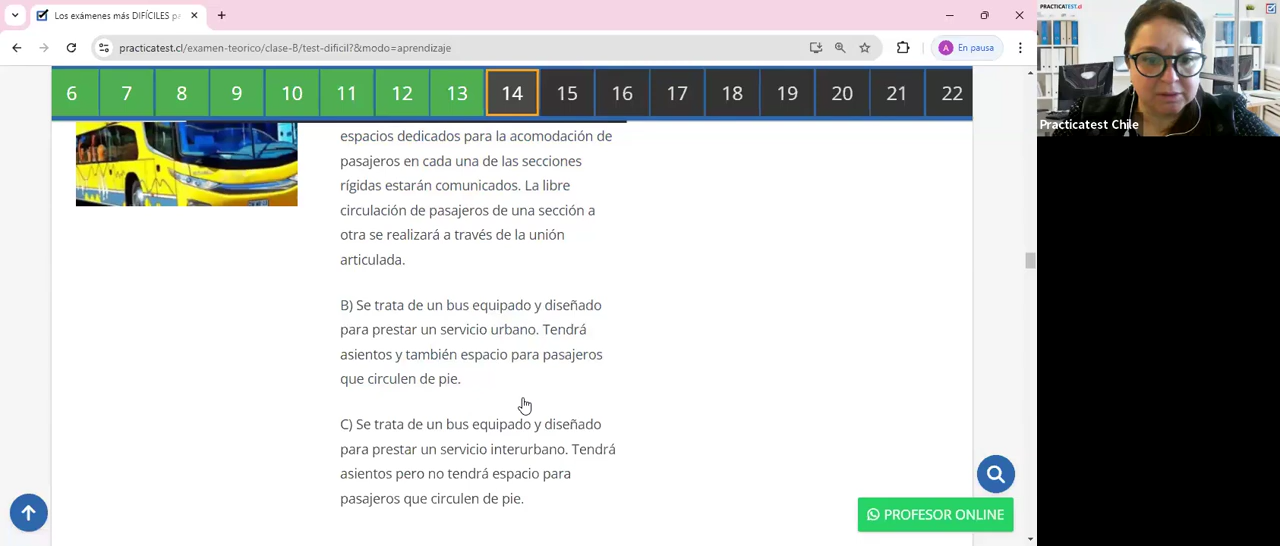 Los exámenes más DIFÍCILES pa
En pausa
practicatest.cl/examen-teorico/clase-B/test-dificil?&modo=aprendizaje
PRACTICATEST.cl
Practicatest Chile
6 7 8 9 10 11 12 13 14 15 16 17 18 19 20 21 22
espacios dedicados para la acomodación de
pasajeros en cada una de las secciones
rígidas estarán comunicados. La libre
circulación de pasajeros de una sección a
otra se realizará a través de la unión
articulada.
B) Se trata de un bus equipado y diseñado
para prestar un servicio urbano. Tendrá
asientos y también espacio para pasajeros
que circulen de pie.
C) Se trata de un bus equipado y diseñado
para prestar un servicio interurbano. Tendrá
asientos pero no tendrá espacio para
pasajeros que circulen de pie.
PROFESOR ONLINE